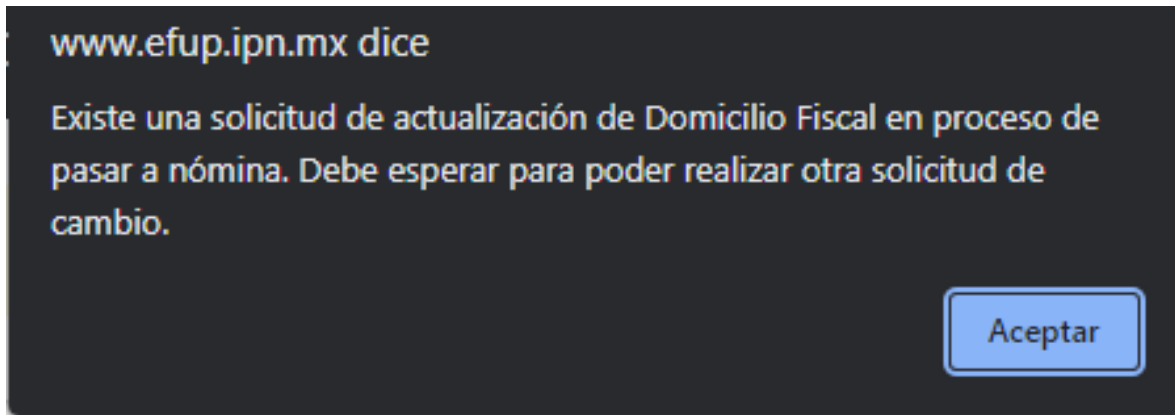 www.efup.ipn.mx dice
Existe una solicitud de actualización de Domicilio Fiscal en proceso de
pasar a nómina. Debe esperar para poder realizar otra solicitud de
cambio.
Aceptar